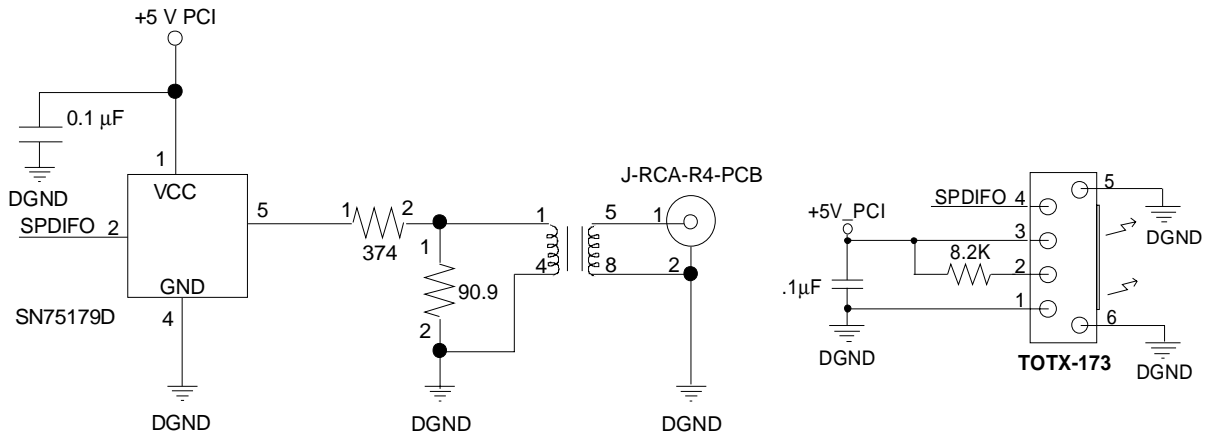 +5 V PCI
0.1 µF
DGND
1
VCC
SPDIFO 2
5
GND
SN75179D
4
DGND
1 2
374
1
90.9
2
DGND
1
4
5
8
J-RCA-R4-PCB
1
2
DGND
+5V_PCI
SPDIFO 4
3
8.2K
2
.1µF
1
DGND
5
DGND
6
DGND
TOTX-173